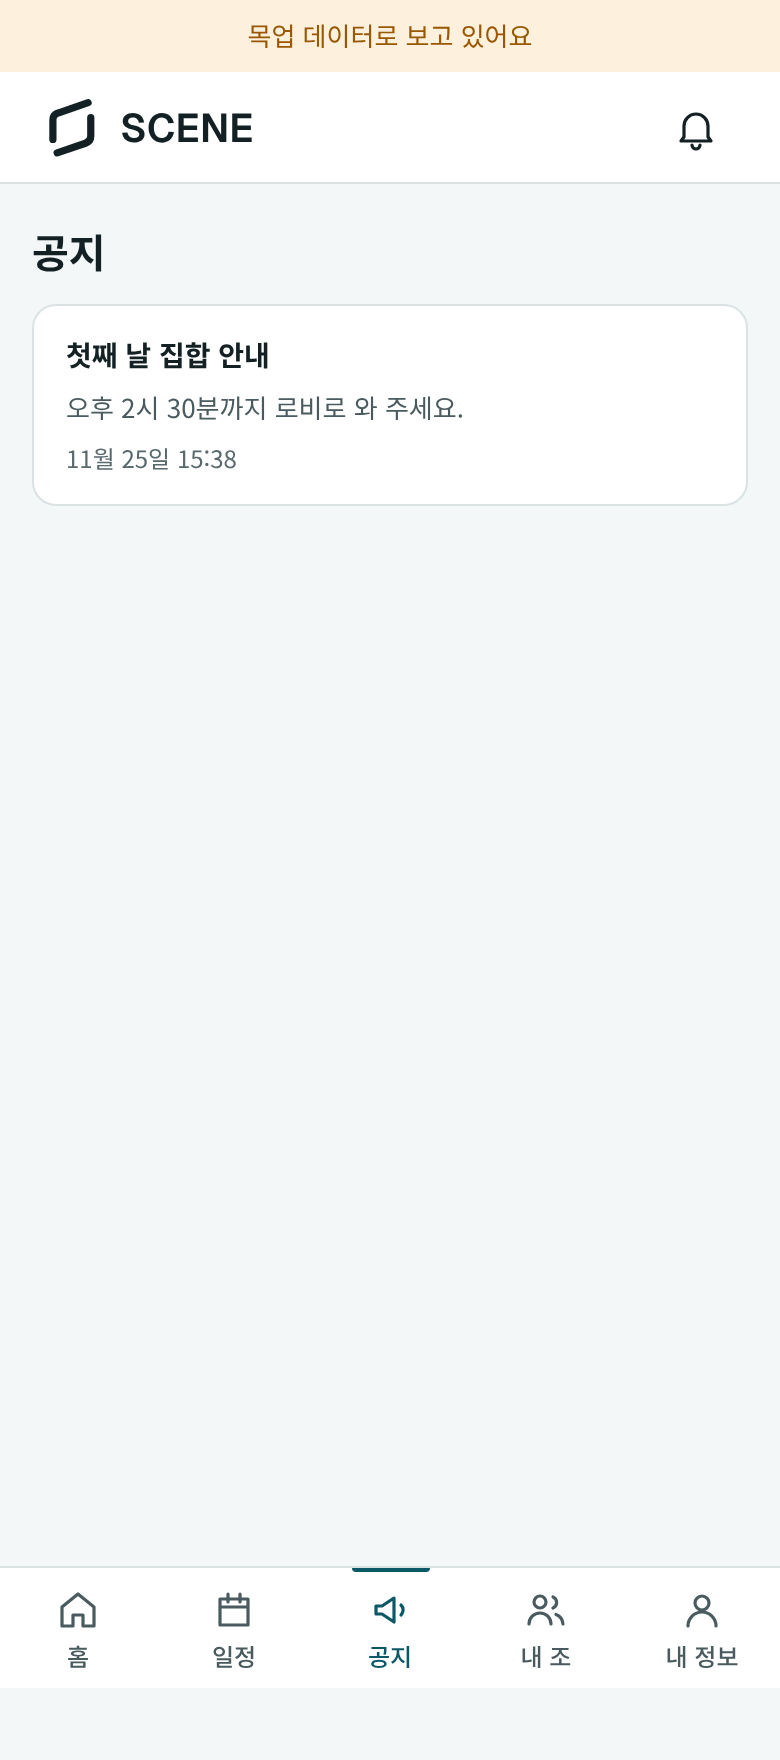 목업 데이터로 보고 있어요
SCENE
공지
첫째 날 집합 안내
오후 2시 30분까지 로비로 와 주세요.
11월 25일 15:38
홈
일정
공지
내 조
내 정보